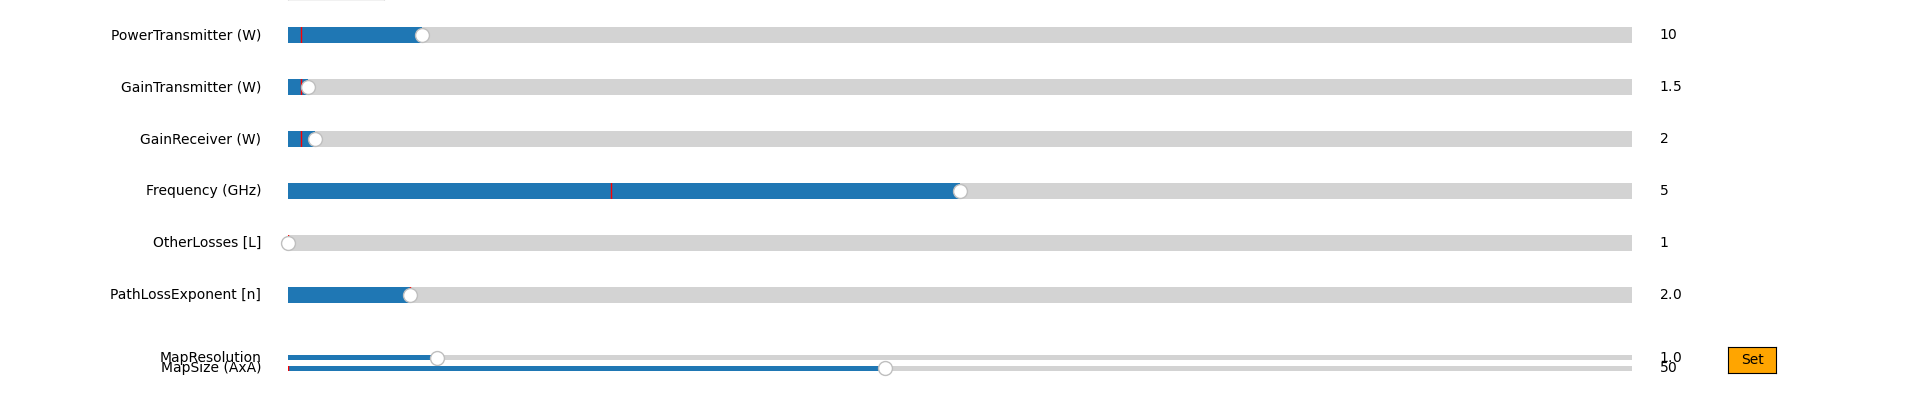 PowerTransmitter (W) 10
GainTransmitter (W) 1.5
GainReceiver (W) 2
Frequency (GHz) 5
OtherLosses [L] 1
PathLossExponent [n] 2.0
MapResolution 1.0
MapSize (AxA) 50
Set